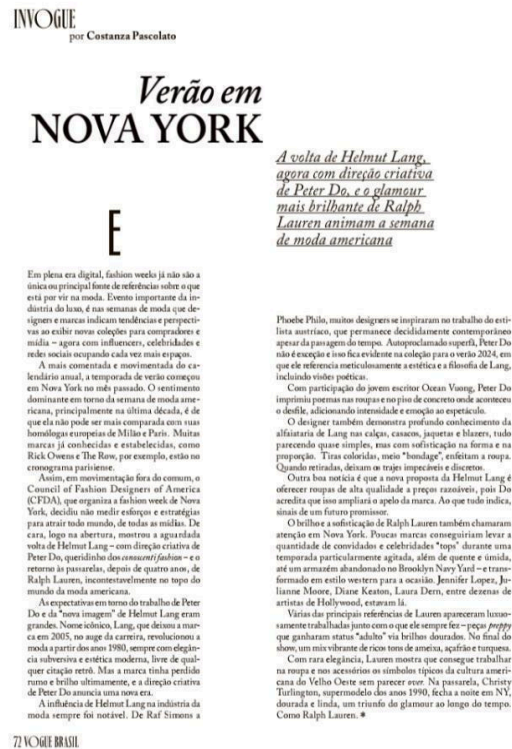 INVOGUE
por Costanza Pascolato
Verão em
NOVA YORK
A volta de Helmut Lang,
agora com direção criativa
de Peter Do, e o glamour
mais brilhante de Ralph
Lauren animam a semana
de moda americana
E
Em plena era digital, fashion weeks já não são a
única ou principal fonte de referências sobre o que
está por vir na moda. Evento importante da in-
dústria do luxo, é nas semanas de moda que de-
signers e marcas indicam tendências e perspecti-
vas ao exibir novas coleções para compradores e
mídia – agora com influencers, celebridades e
redes sociais ocupando cada vez mais espaços.
A mais comentada e movimentada do ca-
lendário anual, a temporada de verão começou
em Nova York no mês passado. O sentimento
dominante em torno da semana de moda ame-
ricana, principalmente na última década, é de
que ela não pode ser mais comparada com suas
homólogas europeias de Milão e Paris. Muitas
marcas já conhecidas e estabelecidas, como
Rick Owens e The Row, por exemplo, estão no
cronograma parisiense.
Assim, em movimentação fora do comum, o
Council of Fashion Designers of America
(CFDA), que organiza a fashion week de Nova
York, decidiu não medir esforços e estratégias
para atrair todo mundo, de todas as mídias. De
cara, logo na abertura, mostrou a aguardada
volta de Helmut Lang – com direção criativa de
Peter Do, queridinho dos consucent fashion – e o
retorno às passarelas, depois de quatro anos, de
Ralph Lauren, incontestavelmente no topo do
mundo da moda americana.
As expectativas em torno do trabalho de Peter
Do e da “nova imagem” de Helmut Lang eram
grandes. Nome icônico, Lang, que deixou a mar-
ca em 2005, no auge da carreira, revolucionou a
moda a partir dos anos 1980, sempre com elegân-
cia subversiva e estética moderna, livre de qual-
quer citação retrô. Mas a marca tinha perdido
rumo e brilho ultimamente, e a direção criativa
de Peter Do anuncia uma nova era.
A influência de Helmut Lang na indústria da
moda sempre foi notável. De Raf Simons a
Phoebe Philo, muitos designers se inspiraram no trabalho do esti-
lista austríaco, que permanece decididamente contemporâneo
apesar da passagem do tempo. Autoproclamado superfã, Peter Do
não é exceção e isso fica evidente na coleção para o verão 2024, em
que ele referencia meticulosamente a estética e a filosofia de Lang,
incluindo visões poéticas.
Com participação do jovem escritor Ocean Vuong, Peter Do
imprimiu poemas nas roupas e no piso de concreto onde aconteceu
o desfile, adicionando intensidade e emoção ao espetáculo.
O designer também demonstra profundo conhecimento da
alfaiataria de Lang nas calças, casacos, jaquetas e blazers, tudo
parecendo quase simples, mas com sofisticação na forma e na
proporção. Tiras coloridas, meio “bondage”, enfeitam a roupa.
Quando retiradas, deixam os trajes impecáveis e discretos.
Outra boa notícia é que a nova proposta da Helmut Lang é
oferecer roupas de alta qualidade a preços razoáveis, pois Do
acredita que isso ampliará o apelo da marca. Ao que tudo indica,
sinais de um futuro promissor.
O brilho e a sofisticação de Ralph Lauren também chamaram
atenção em Nova York. Poucas marcas conseguiriam levar a
quantidade de convidados e celebridades “tops” durante uma
temporada particularmente agitada, além de quente e úmida,
até um armazém abandonado no Brooklyn Navy Yard – e trans-
formado em estilo western para a ocasião. Jennifer Lopez, Ju-
lianne Moore, Diane Keaton, Laura Dern, entre dezenas de
artistas de Hollywood, estavam lá.
Várias das principais referências de Lauren apareceram luxuo-
samente trabalhadas junto com o que ele sempre fez – peças preppy
que ganharam status “adulto” via brilhos dourados. No final do
show, um mix vibrante de ricos tons de ameixa, açafrão e turquesa.
Com rara elegância, Lauren mostra que consegue trabalhar
na roupa e nos acessórios os símbolos típicos da cultura ameri-
cana do Velho Oeste sem parecer over. Na passarela, Christy
Turlington, supermodelo dos anos 1990, fecha a noite em NY,
dourada e linda, um triunfo do glamour ao longo do tempo.
Como Ralph Lauren.
72 VOGUE BRASIL